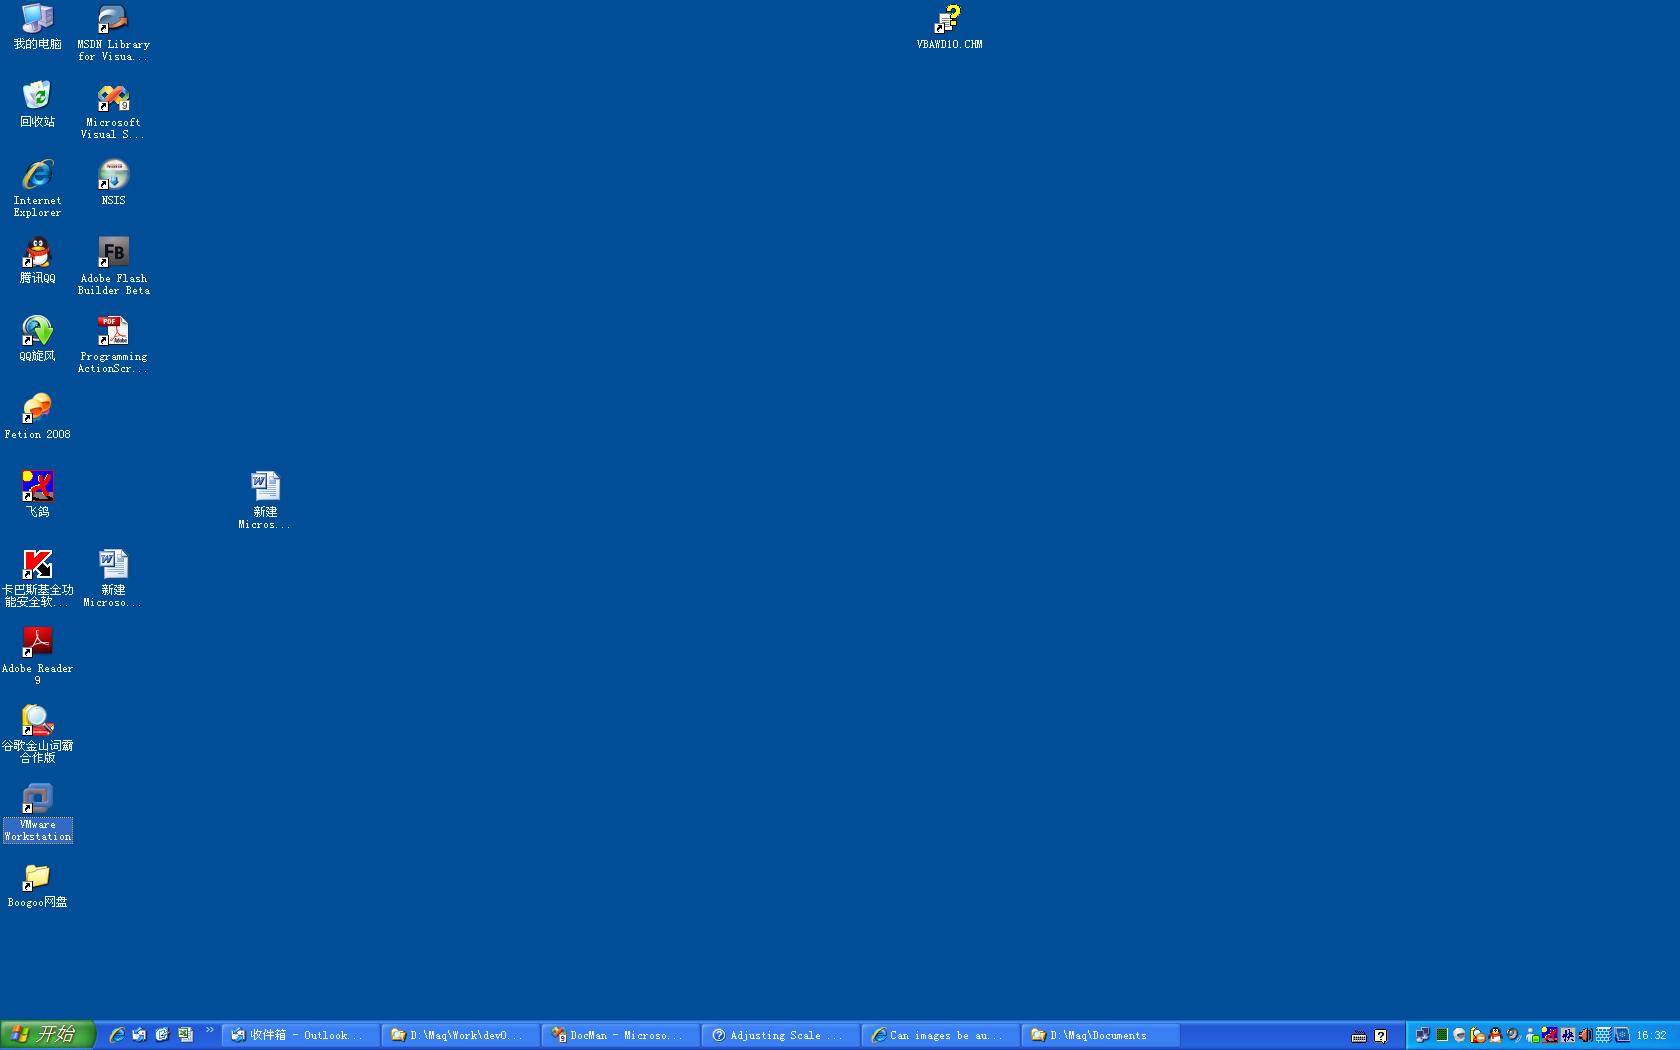 我的电脑
MSDN Library
for Visua...
VBAWD10.CHM
回收站
Microsoft
Visual S...
Internet
Explorer
NSIS
腾讯QQ
Adobe Flash
Builder Beta
QQ旋风
Programming
ActionScr...
Fetion 2008
飞鸽
新建
Micros...
卡巴斯基全功
能安全软...
新建
Microso...
Adobe Reader
9
谷歌金山词霸
合作版
VMware
Workstation
Boogoo网盘
开始
收件箱 - Outlook...
D:\Maq\Work\dev0...
DocMan - Microso...
Adjusting Scale ...
Can images be au...
D:\Maq\Documents
16:32